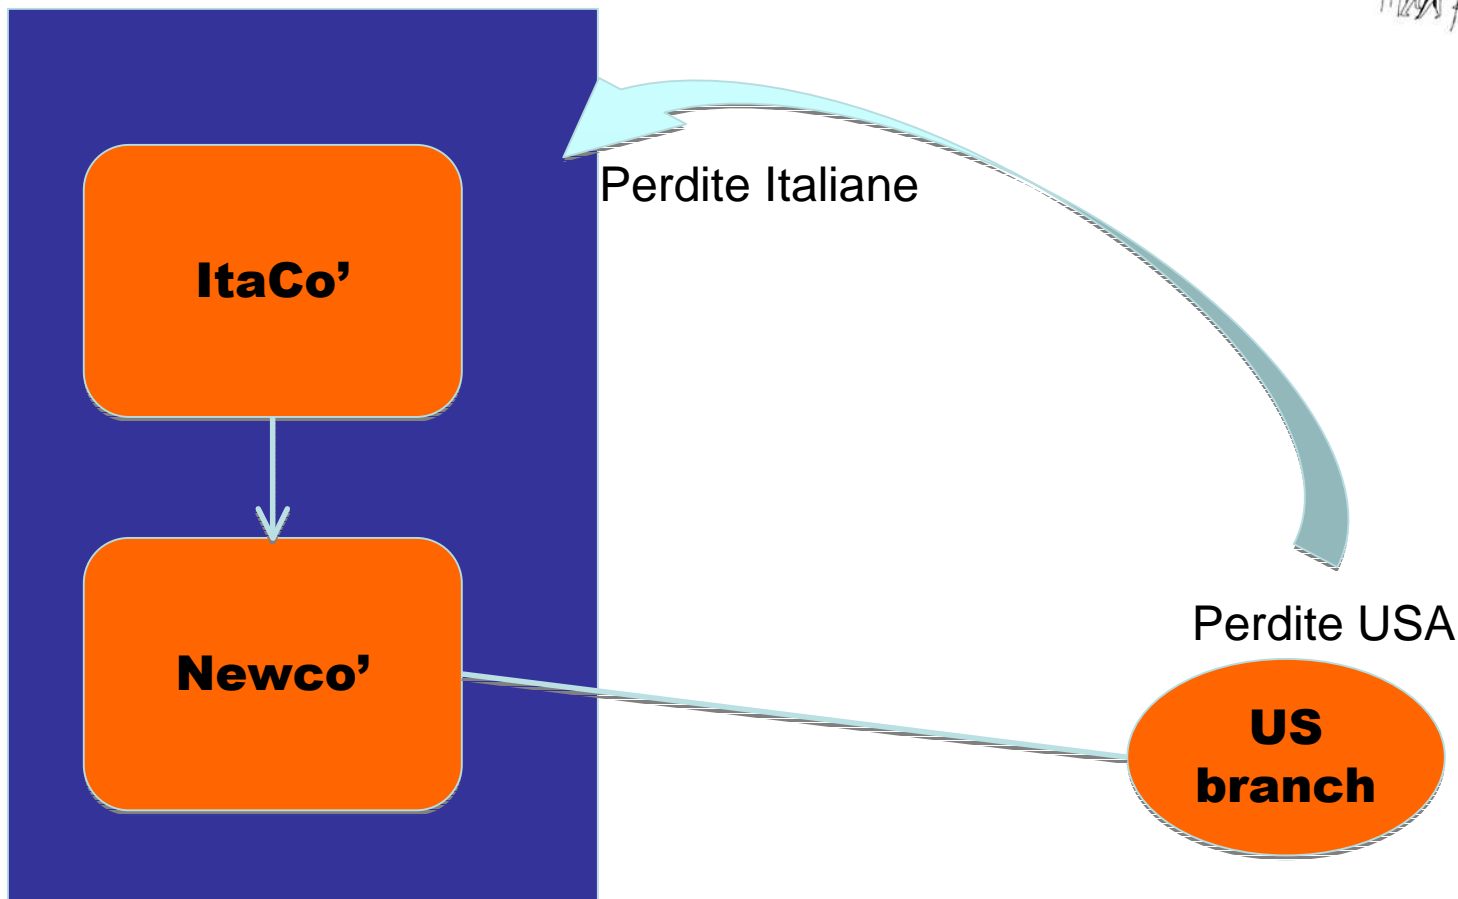 Perdite Italiane
ItaCo’
Newco’
Perdite USA
US
branch